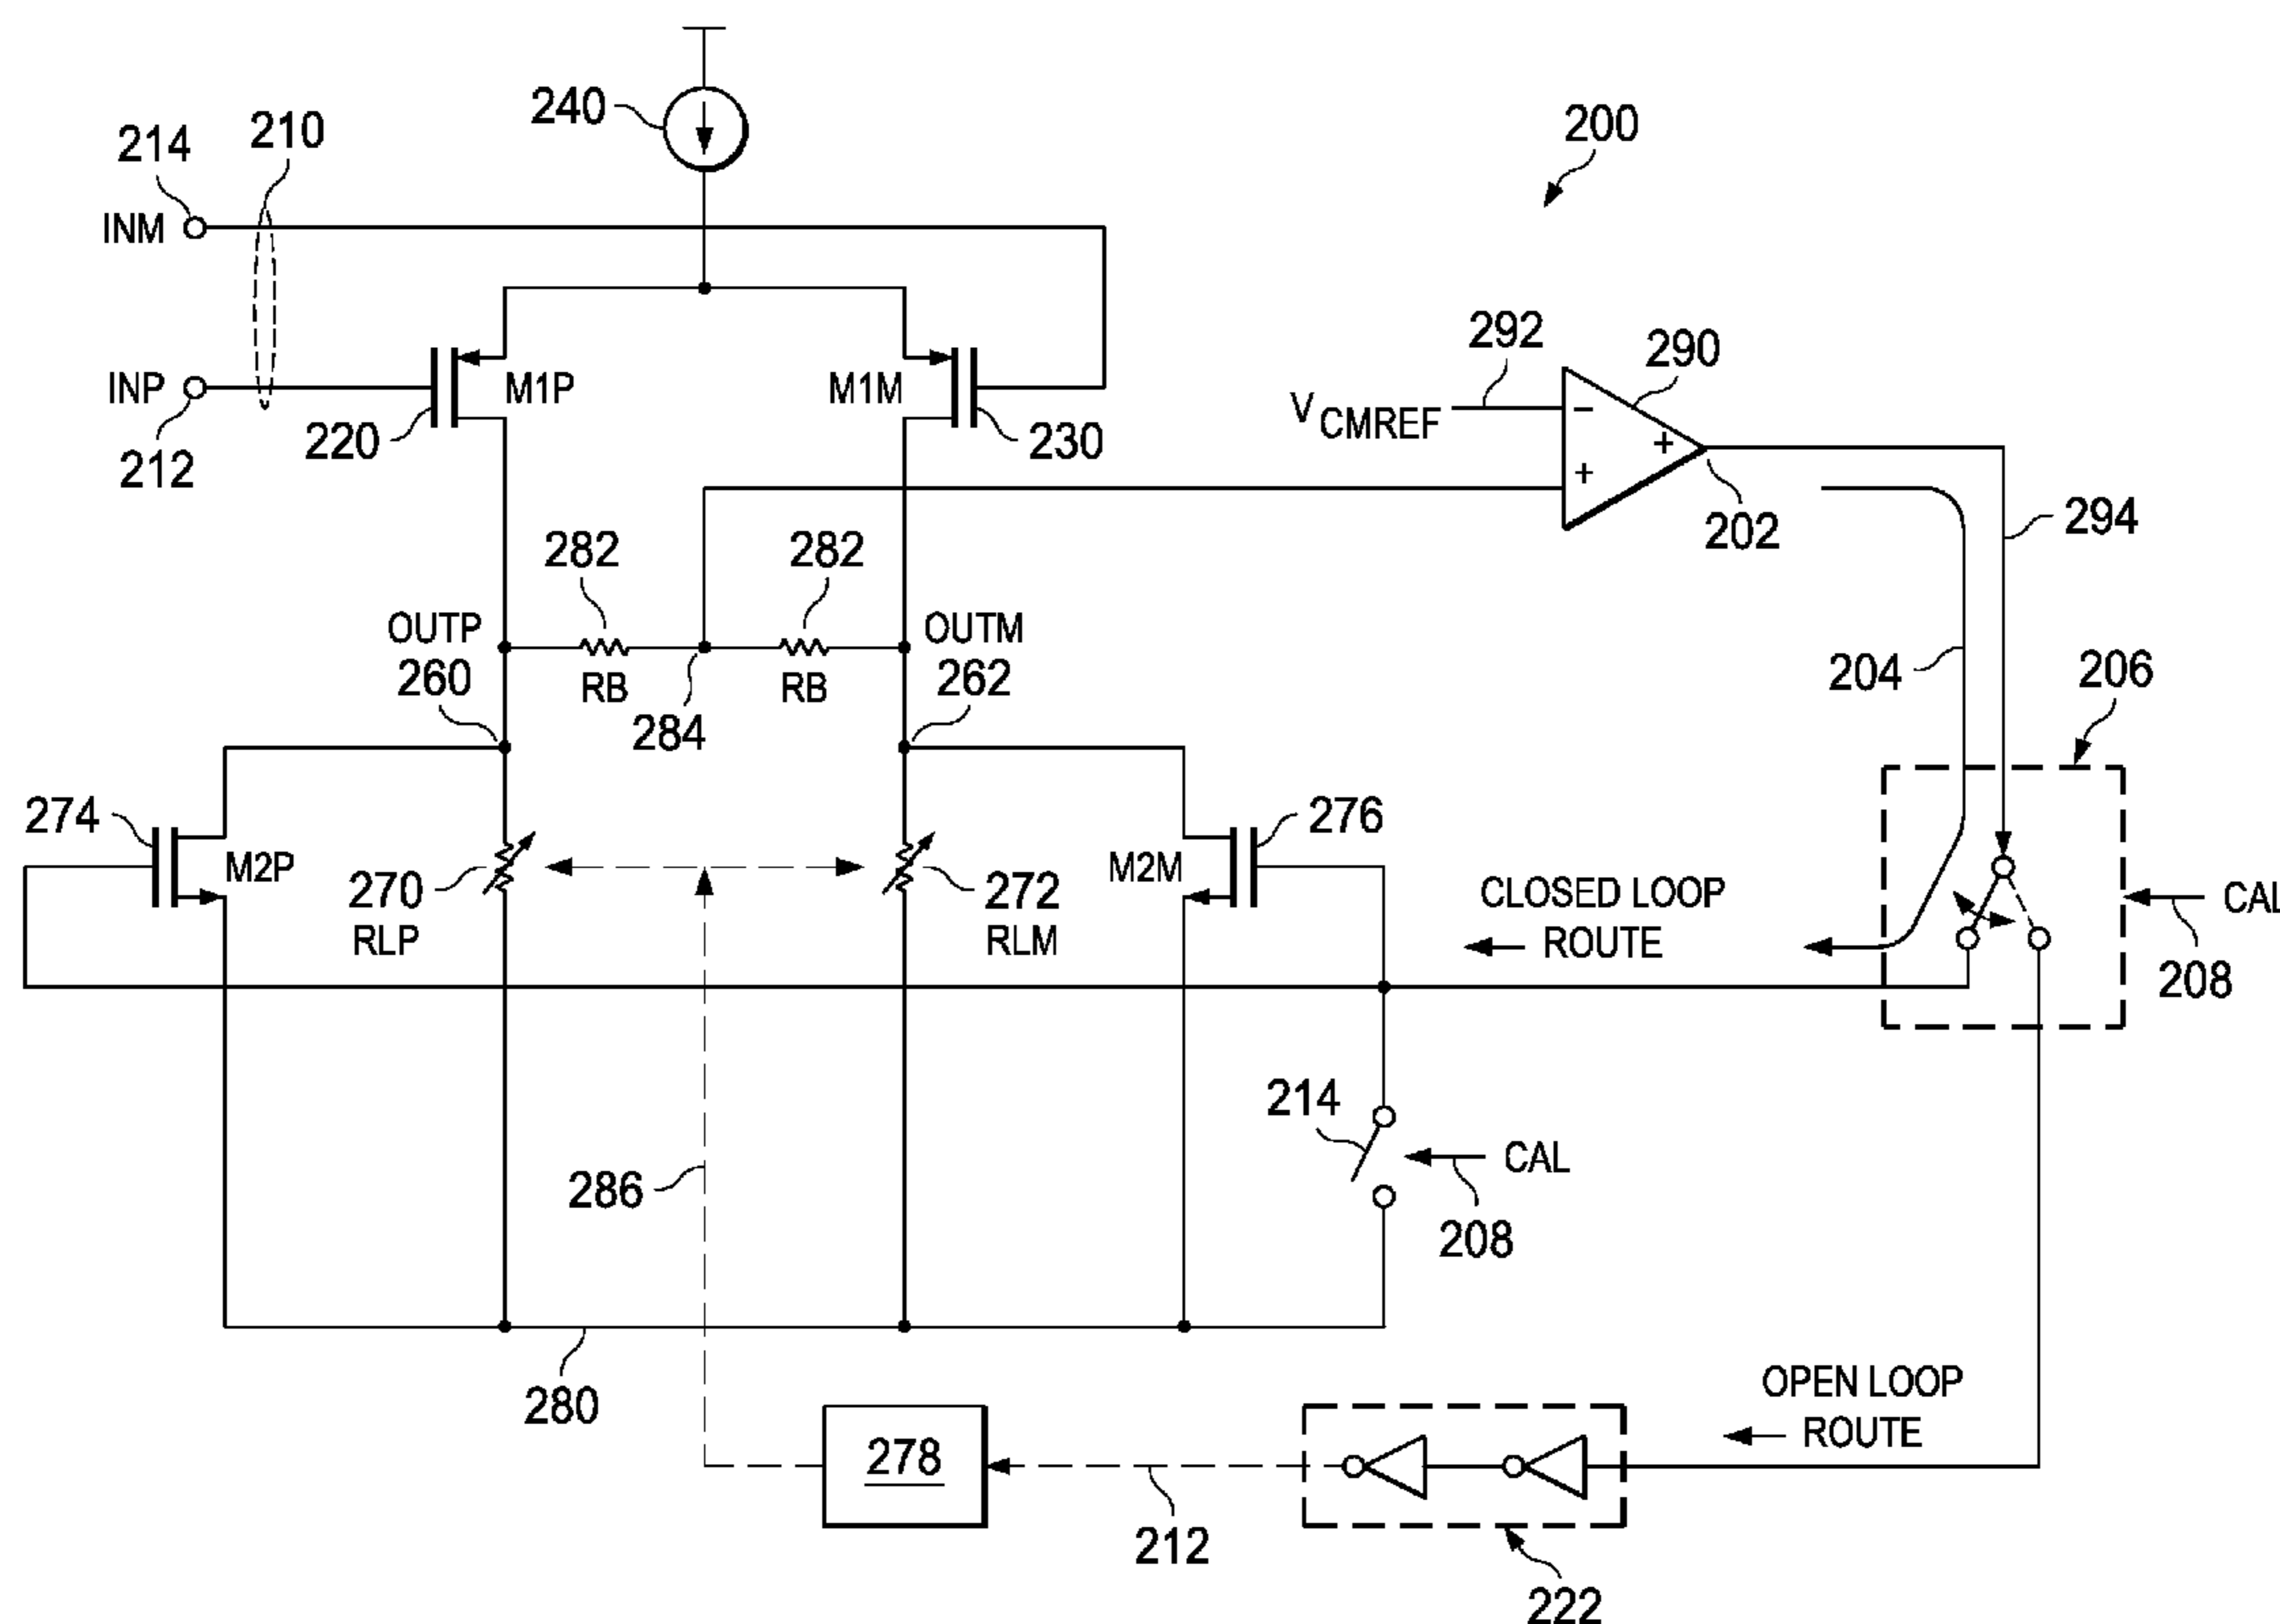 240
200
214
210
INM
INP
212
M1P
220
M1M
230
292
290
VCMREF
−
+
+
202
294
282
282
OUTP
260
RB
284
RB
OUTM
262
204
206
274
M2P
270
RLP
272
RLM
M2M
276
CLOSED LOOP
ROUTE
CAL
208
214
CAL
208
286
280
OPEN LOOP
ROUTE
278
212
222